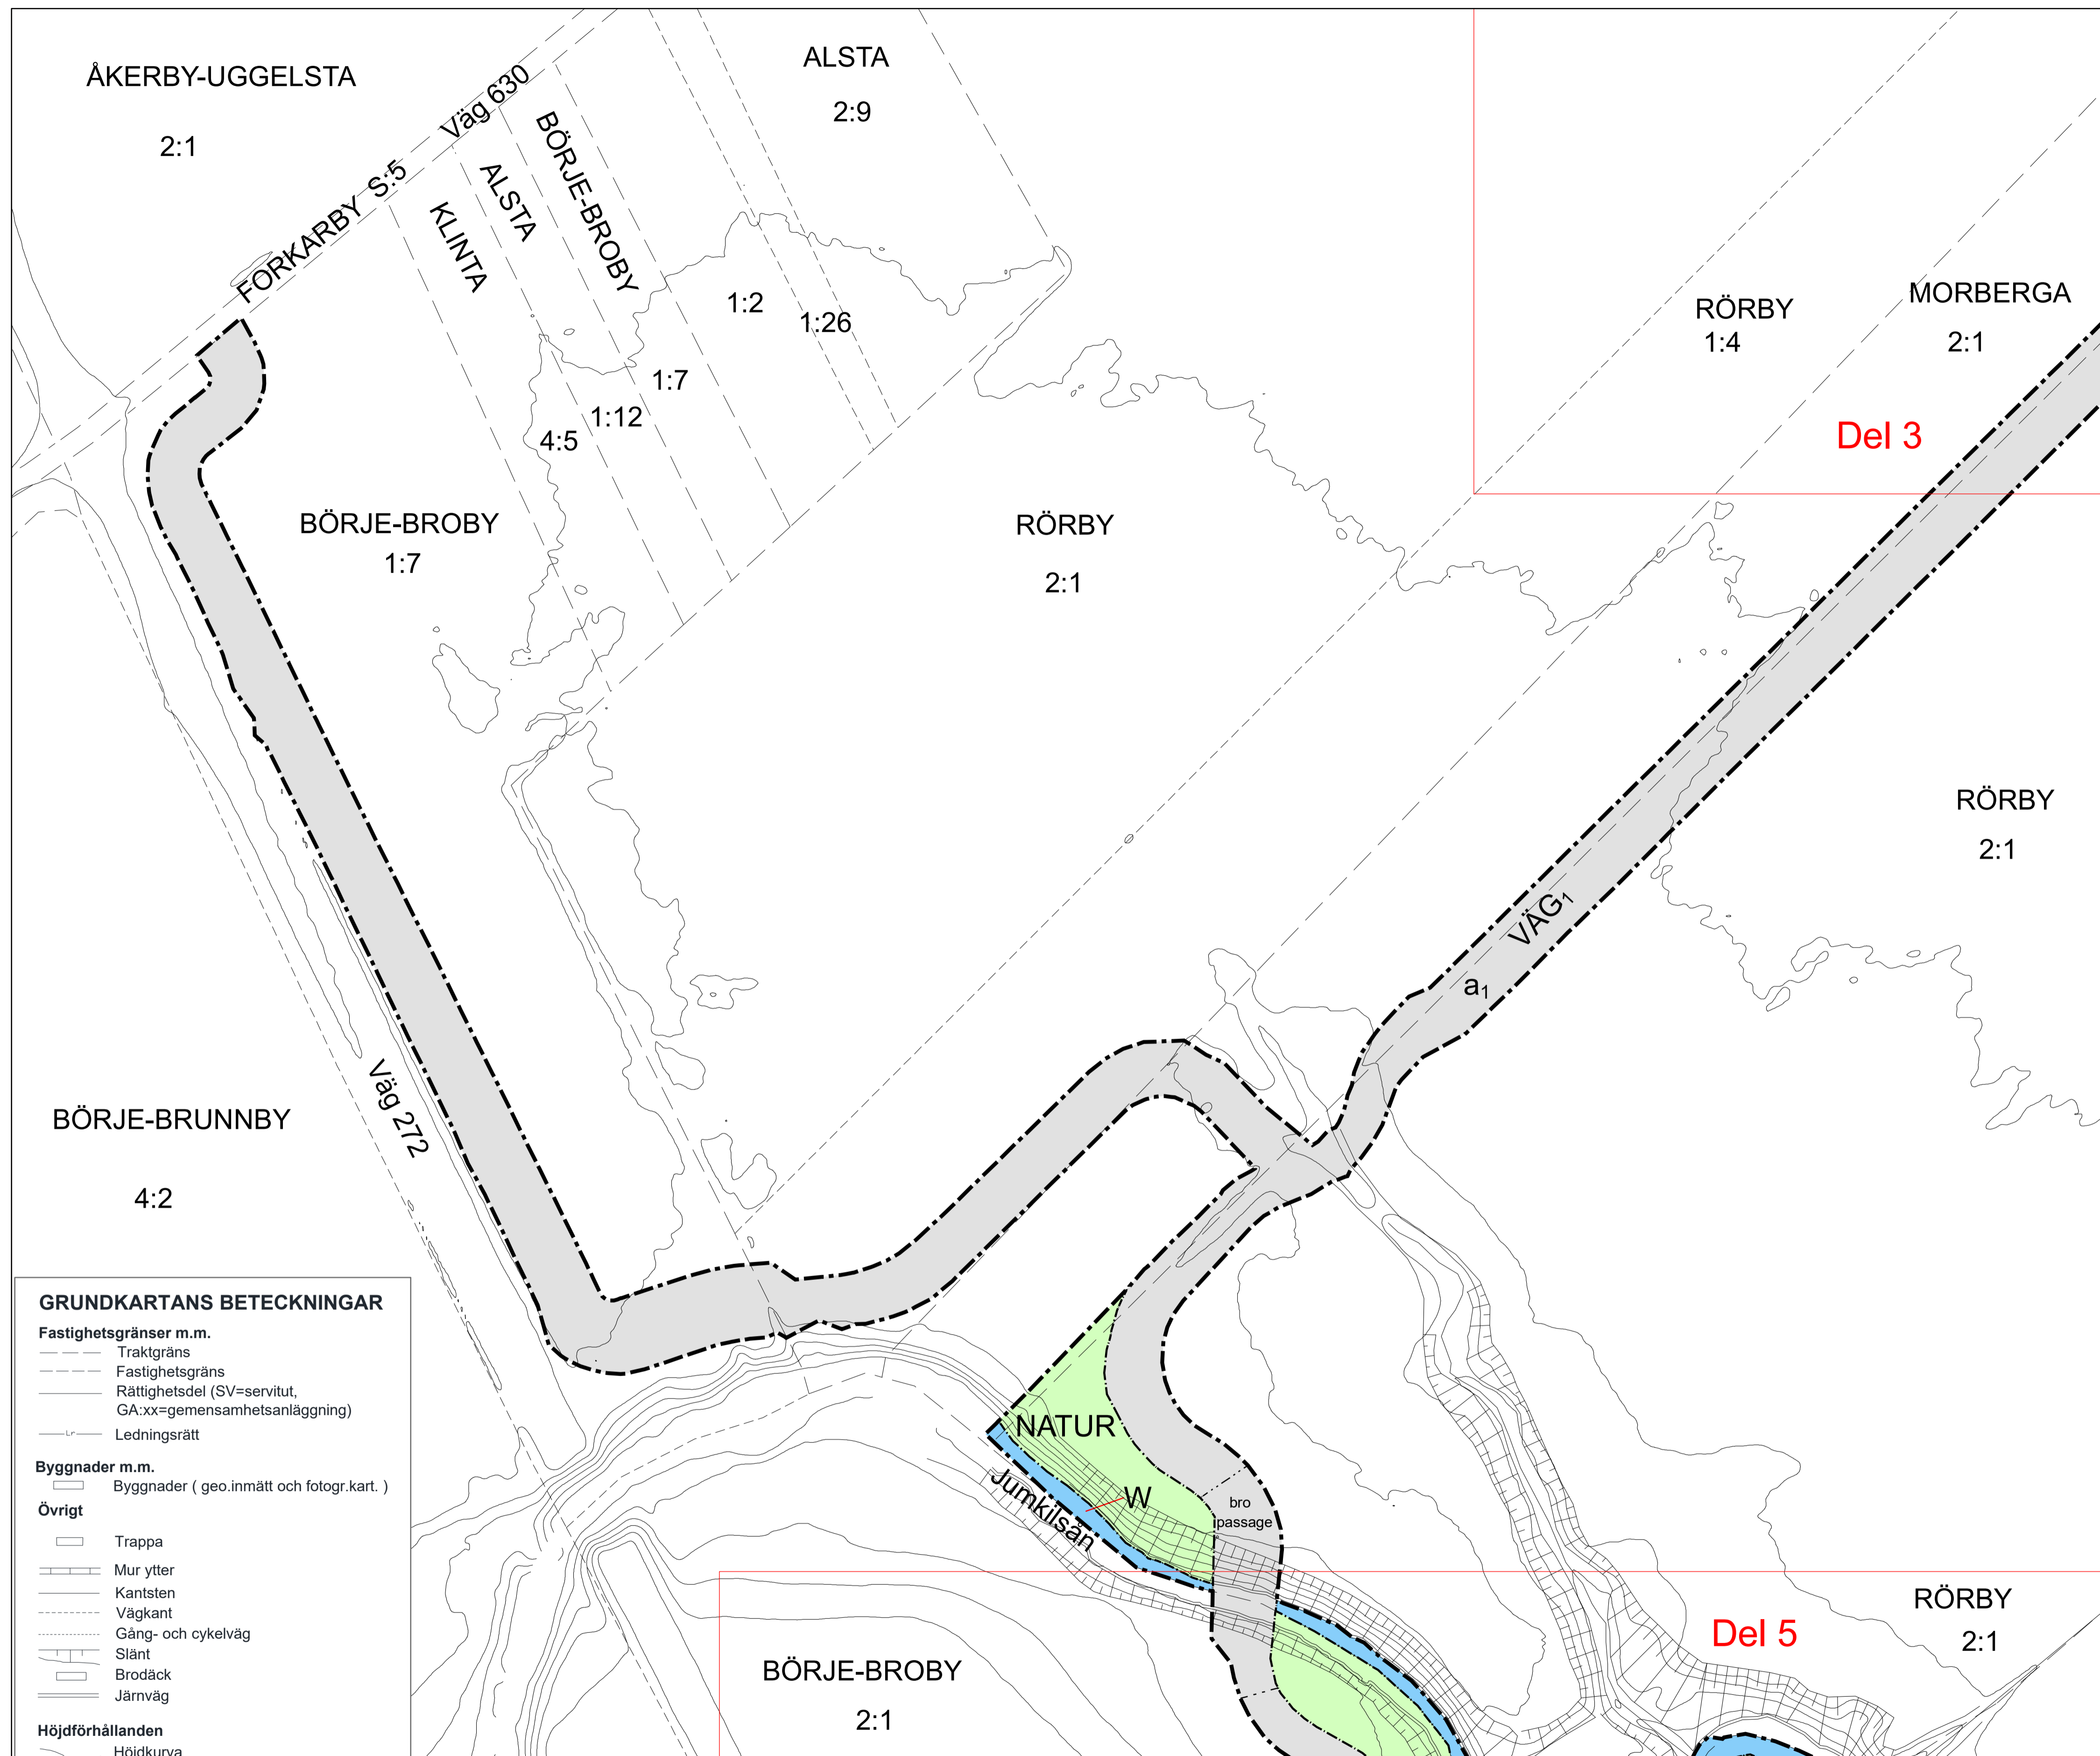 ÅKERBY-UGGELSTA
2:1
ALSTA
2:9
Väg 630
FORKARBY S:5
KLINTA
ALSTA
BÖRJE-BROBY
1:2
1:26
1:7
1:12
4:5
RÖRBY
1:4
MORBERGA
2:1
Del 3
BÖRJE-BROBY
1:7
RÖRBY
2:1
RÖRBY
2:1
VÄG₁
a₁
Väg 272
BÖRJE-BRUNNBY
4:2
NATUR
W
Jumkilsån
bro
passage
Del 5
RÖRBY
2:1
BÖRJE-BROBY
2:1
GRUNDKARTANS BETECKNINGAR
Fastighetsgränser m.m.
Traktgräns
Fastighetsgräns
Rättighetsdel (SV=servitut,
GA:xx=gemensamhetsanläggning)
Lr Ledningsrätt
Byggnader m.m.
Byggnader ( geo.inmätt och fotogr.kart. )
Övrigt
Trappa
Mur ytter
Kantsten
Vägkant
Gång- och cykelväg
Slänt
Brodäck
Järnväg
Höjdförhållanden
Höjdkurva